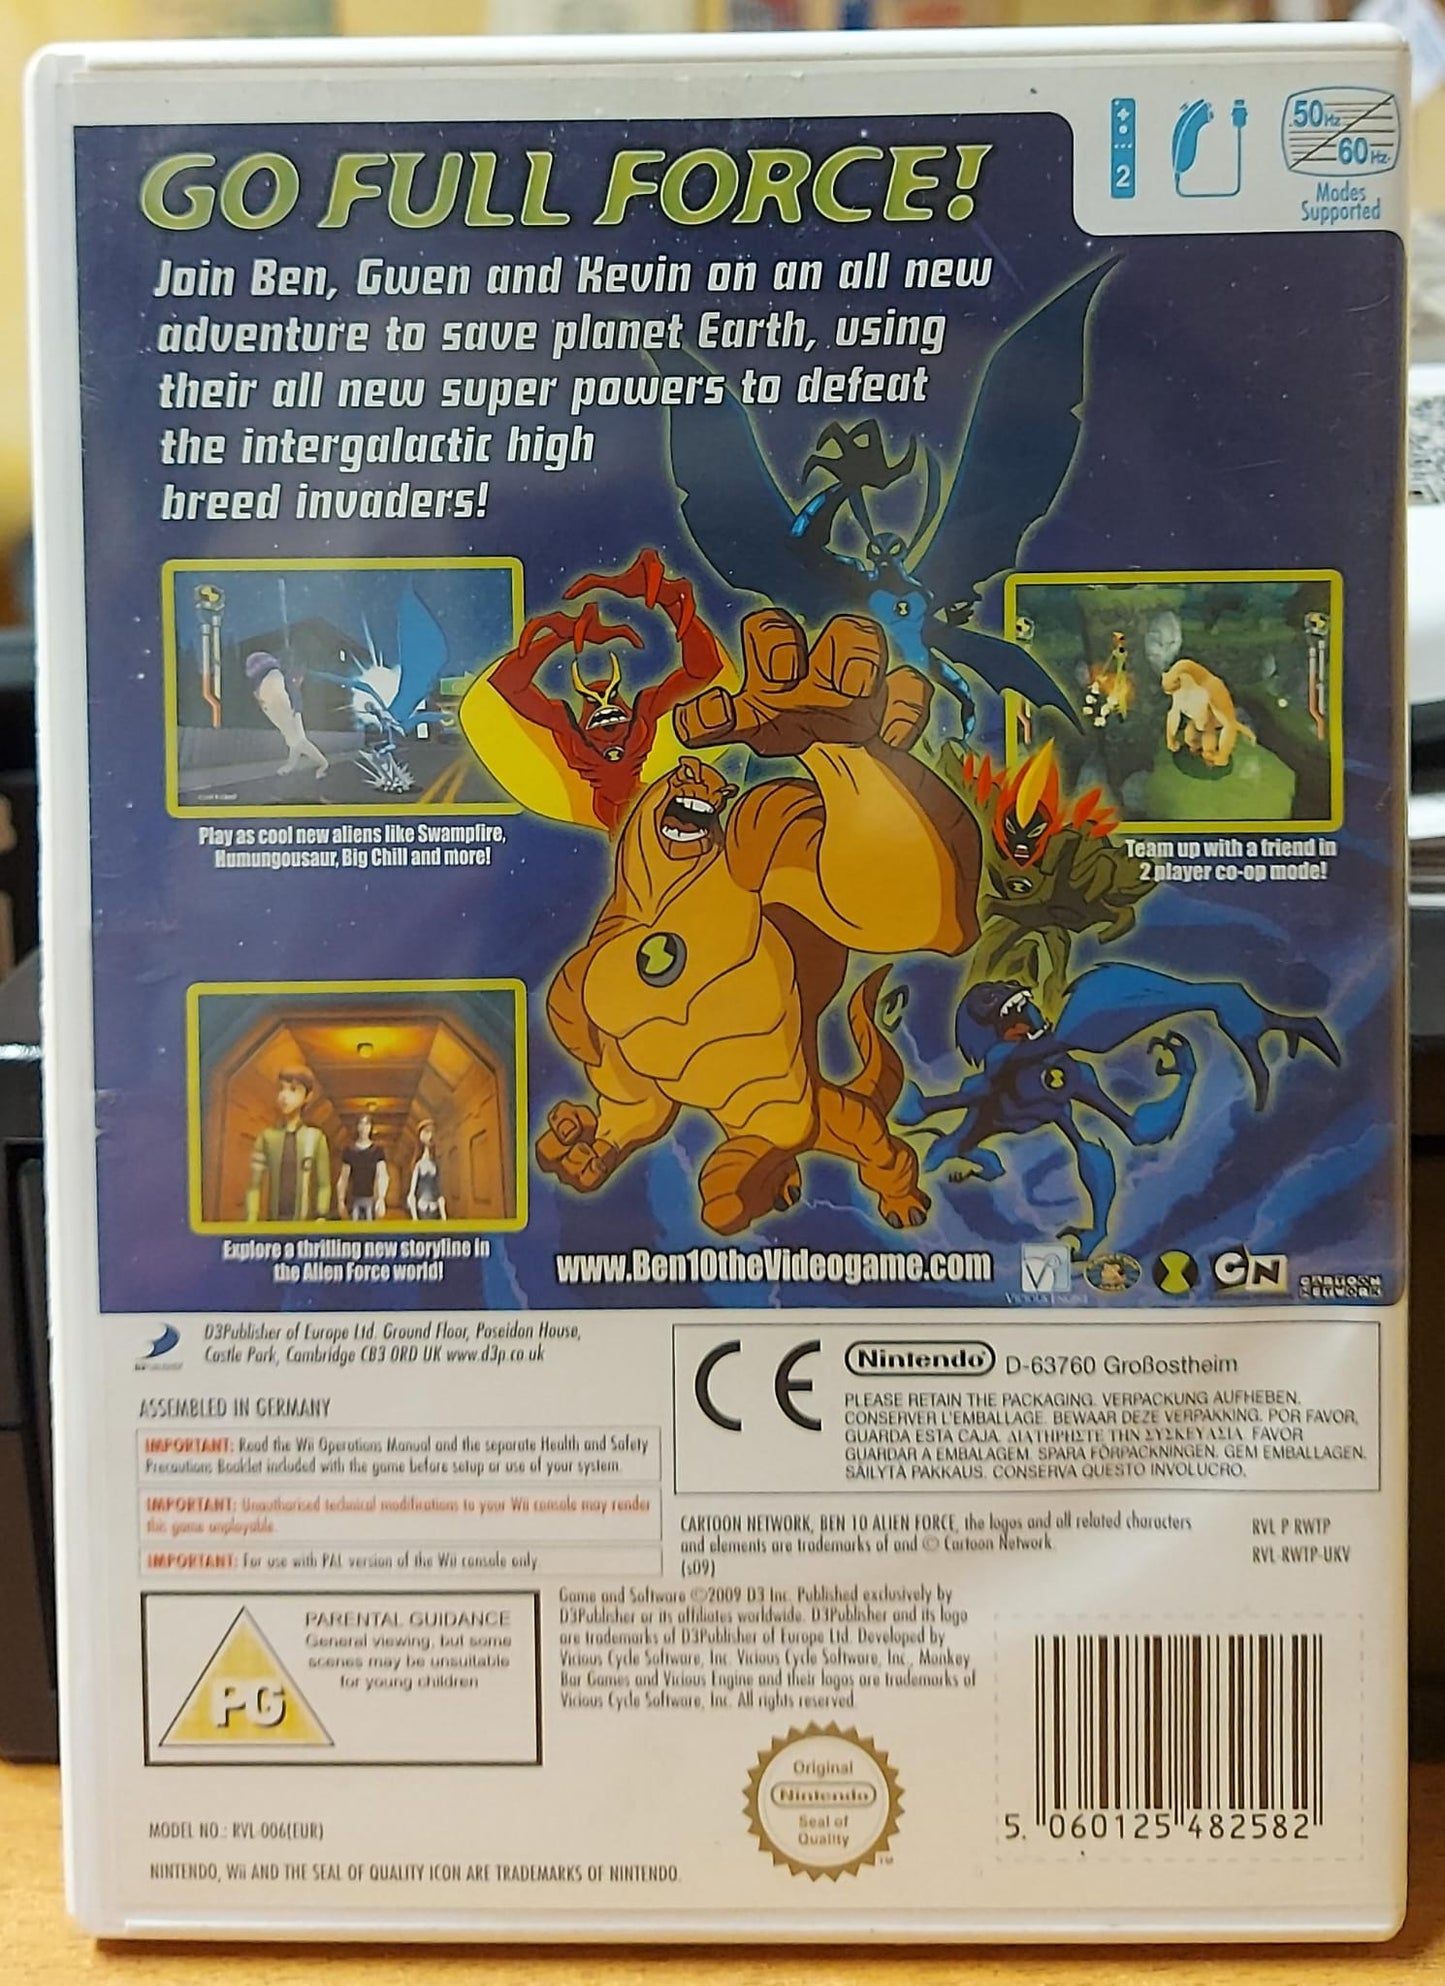 50Hz
60Hz
Modes
Supported
2
GO FULL FORCE!
Join Ben, Gwen and Kevin on an all new
adventure to save planet Earth, using
their all new super powers to defeat
the intergalactic high
breed invaders!
Play as cool new aliens like Swampfire,
Humungousaur, Big Chill and more!
Team up with a friend in
2 player co-op mode!
Explore a thrilling new storyline in
the Alien Force world!
www.Ben10theVideogame.com
VICIOUS ENGINE
CN
CARTOON
NETWORK
D3Publisher of Europe Ltd. Ground Floor, Poseidon House,
Castle Park, Cambridge CB3 0RD UK www.d3p.co.uk
ASSEMBLED IN GERMANY
IMPORTANT: Read the Wii Operations Manual and the separate Health and Safety
Precautions Booklet included with the game before setup or use of your system.
IMPORTANT: Unauthorised technical modifications to your Wii console may render
this game unplayable.
IMPORTANT: For use with PAL version of the Wii console only
CE
Nintendo D-63760 Großostheim
PLEASE RETAIN THE PACKAGING. VERPACKUNG AUFHEBEN.
CONSERVER L'EMBALLAGE. BEWAAR DEZE VERPAKKING. POR FAVOR,
GUARDA ESTA CAJA. ΔΙΑΤΗΡΗΣΤΕ ΤΗΝ ΣΥΣΚΕΥΑΣΙΑ. FAVOR
GUARDAR A EMBALAGEM. SPARA FÖRPACKNINGEN. GEM EMBALLAGEN.
SÄILYTÄ PAKKAUS. CONSERVA QUESTO INVOLUCRO.
CARTOON NETWORK, BEN 10 ALIEN FORCE, the logos and all related characters
and elements are trademarks of and © Cartoon Network.
(s09)
RVL P RWTP
RVL-RWTP-UKV
PG
PARENTAL GUIDANCE
General viewing, but some
scenes may be unsuitable
for young children
Game and Software ©2009 D3 Inc. Published exclusively by
D3Publisher or its affiliates worldwide. D3Publisher and its logo
are trademarks of D3Publisher of Europe Ltd. Developed by
Vicious Cycle Software, Inc. Vicious Cycle Software, Inc., Monkey
Bar Games and Vicious Engine and their logos are trademarks of
Vicious Cycle Software, Inc. All rights reserved.
Original
Nintendo
Seal of
Quality
TM
5 060125 482582
MODEL NO.: RVL-006(EUR)
NINTENDO, Wii AND THE SEAL OF QUALITY ICON ARE TRADEMARKS OF NINTENDO.